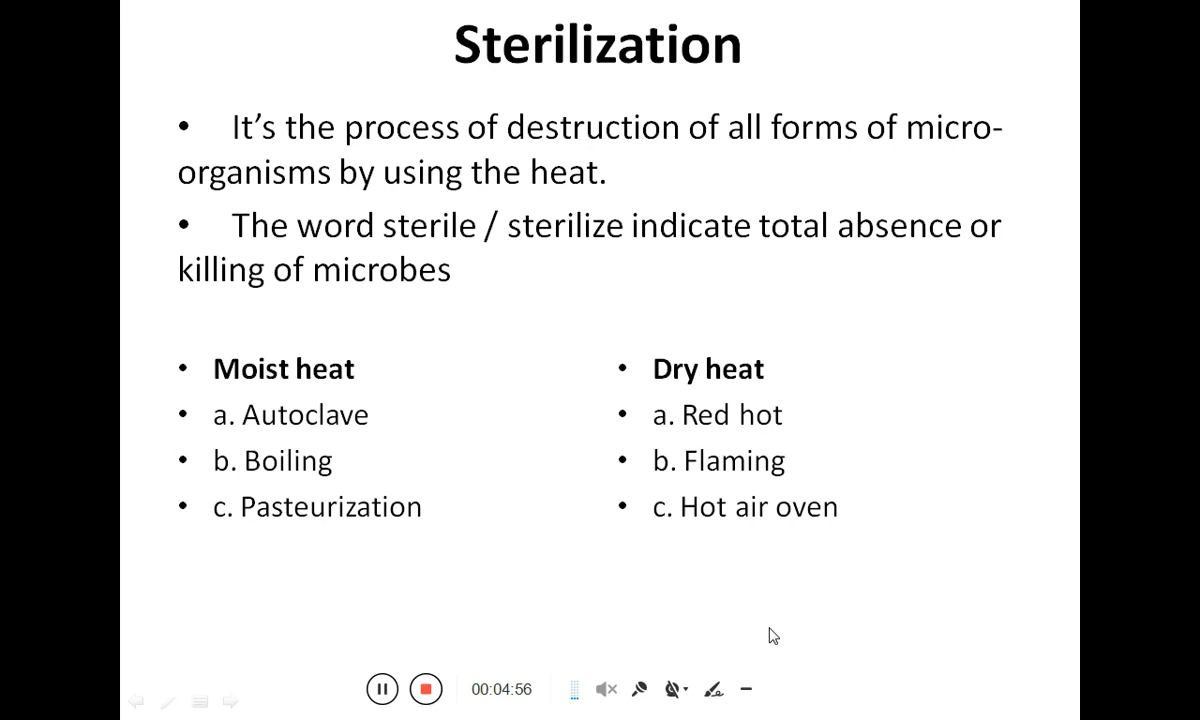 Sterilization
• It’s the process of destruction of all forms of micro-
organisms by using the heat.
• The word sterile / sterilize indicate total absence or
killing of microbes
• Moist heat
• a. Autoclave
• b. Boiling
• c. Pasteurization
• Dry heat
• a. Red hot
• b. Flaming
• c. Hot air oven
00:04:56